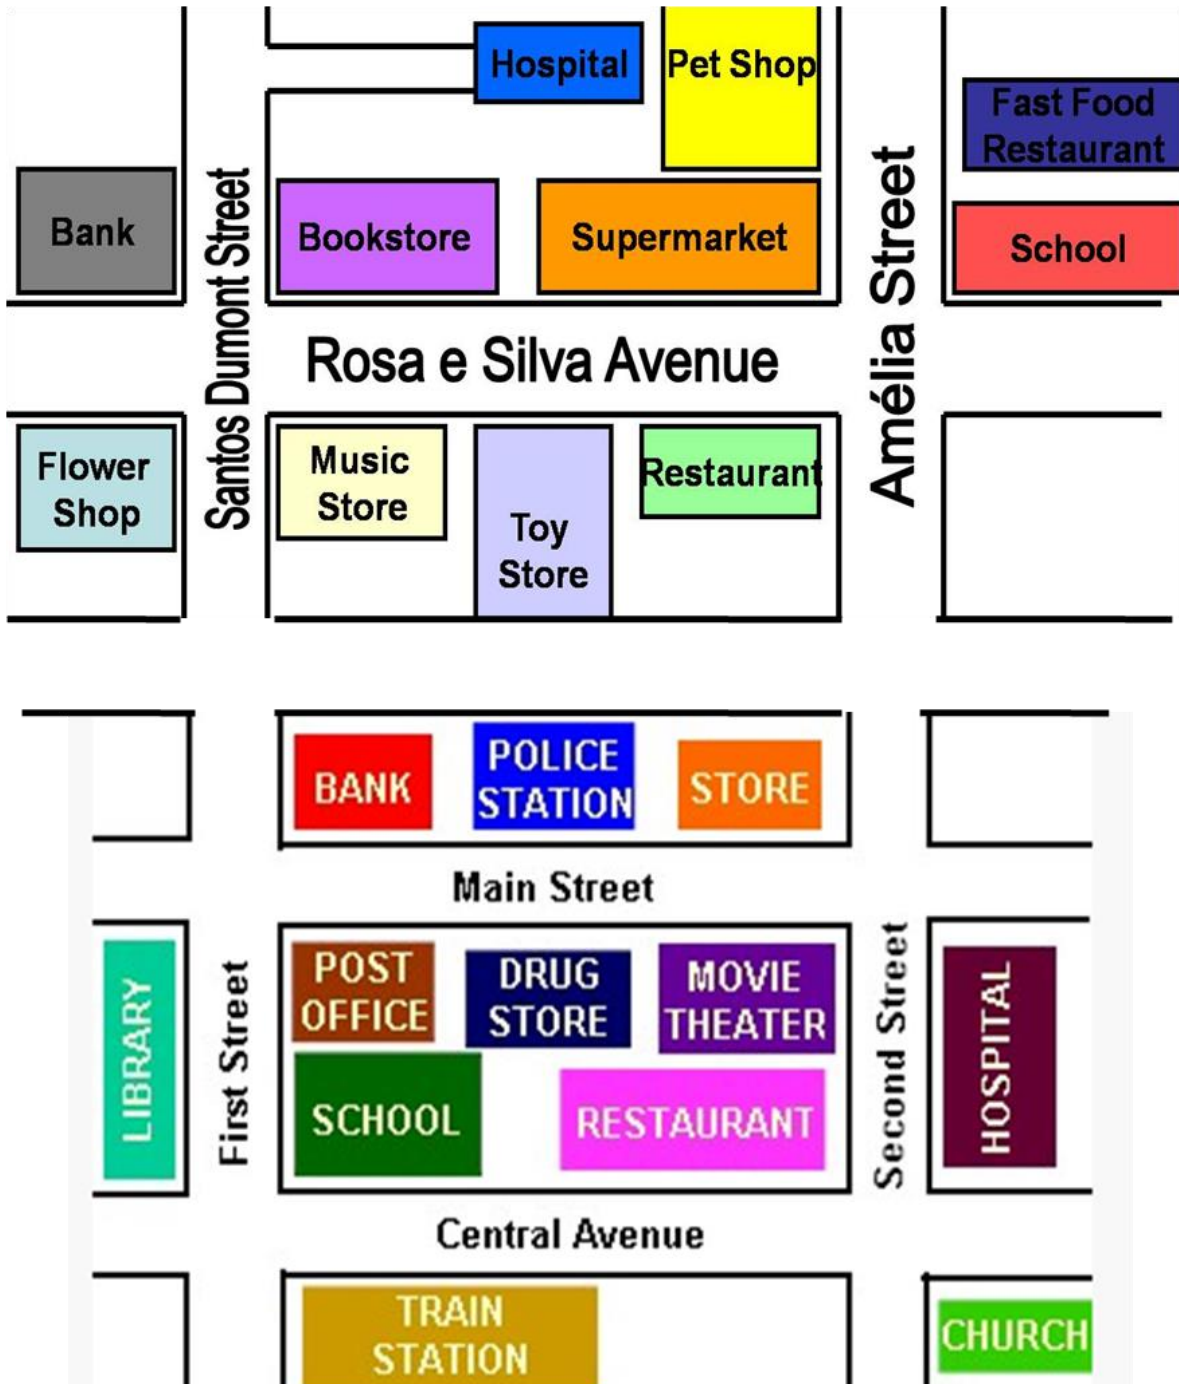 Hospital
Pet Shop
Fast Food
Restaurant
Bank
Bookstore
Supermarket
School
Santos Dumont Street
Rosa e Silva Avenue
Amélia Street
Flower
Shop
Music
Store
Toy
Store
Restaurant
BANK
POLICE
STATION
STORE
Main Street
LIBRARY
First Street
POST
OFFICE
DRUG
STORE
MOVIE
THEATER
Second Street
HOSPITAL
SCHOOL
RESTAURANT
Central Avenue
TRAIN
STATION
CHURCH